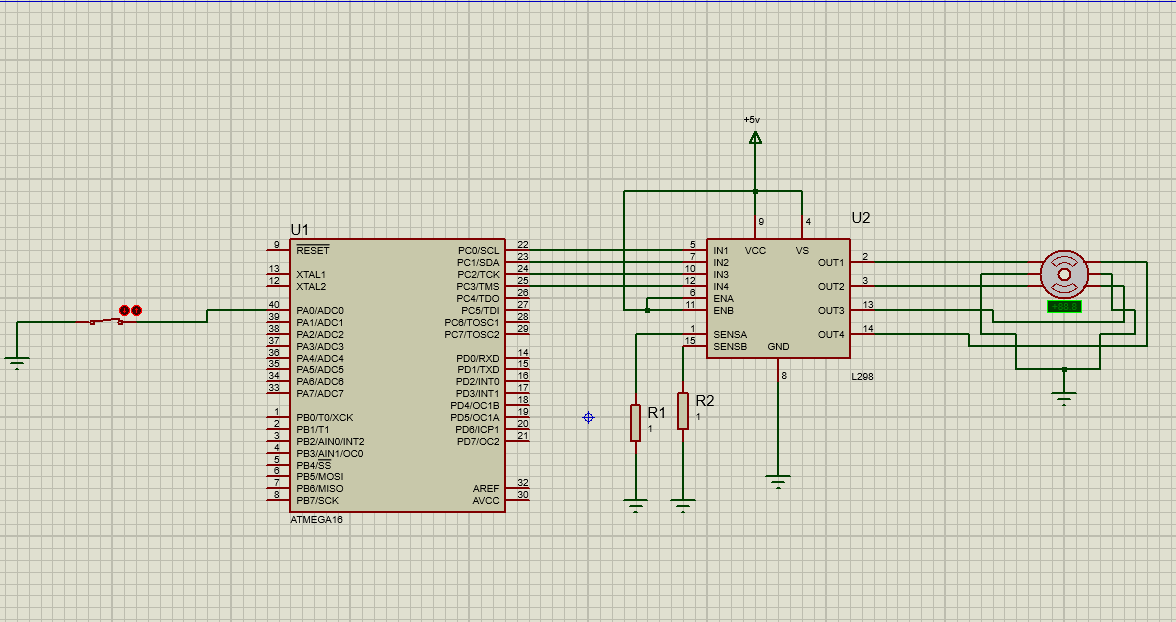 +5v
U1
U2
9 RESET
13 XTAL1
12 XTAL2
40 PA0/ADC0
39 PA1/ADC1
38 PA2/ADC2
37 PA3/ADC3
36 PA4/ADC4
35 PA5/ADC5
34 PA6/ADC6
33 PA7/ADC7
1 PB0/T0/XCK
2 PB1/T1
3 PB2/AIN0/INT2
4 PB3/AIN1/OC0
5 PB4/SS
6 PB5/MOSI
7 PB6/MISO
8 PB7/SCK
PC0/SCL 22
PC1/SDA 23
PC2/TCK 24
PC3/TMS 25
PC4/TDO 26
PC5/TDI 27
PC6/TOSC1 28
PC7/TOSC2 29
PD0/RXD 14
PD1/TXD 15
PD2/INT0 16
PD3/INT1 17
PD4/OC1B 18
PD5/OC1A 19
PD6/ICP1 20
PD7/OC2 21
AREF 32
AVCC 30
ATMEGA16
9 4
VCC VS
5 IN1
7 IN2
10 IN3
12 IN4
6 ENA
11 ENB
1 SENSA
15 SENSB
GND
8
OUT1 2
OUT2 3
OUT3 13
OUT4 14
L298
R1
1
R2
1